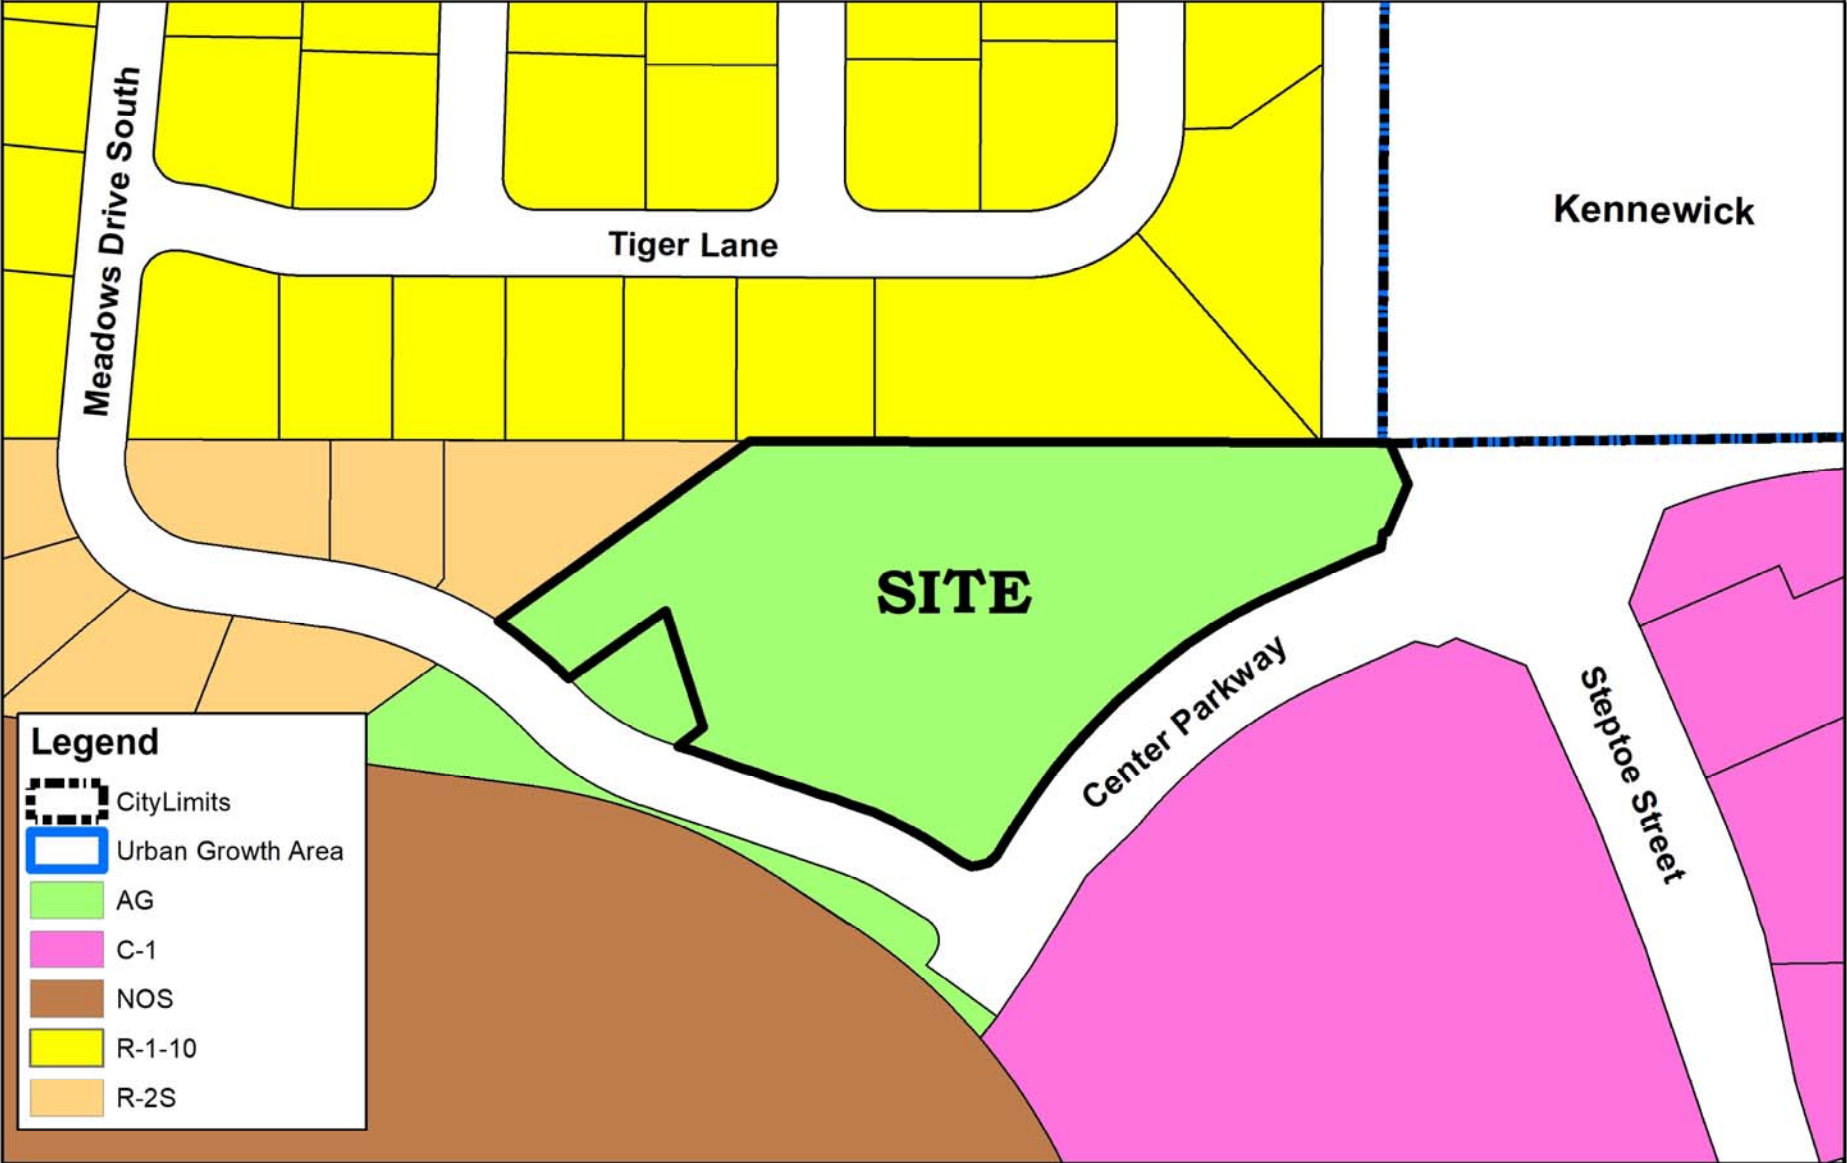 Meadows Drive South
Tiger Lane
Kennewick
SITE
Center Parkway
Steptoe Street
Legend
CityLimits
Urban Growth Area
AG
C-1
NOS
R-1-10
R-2S